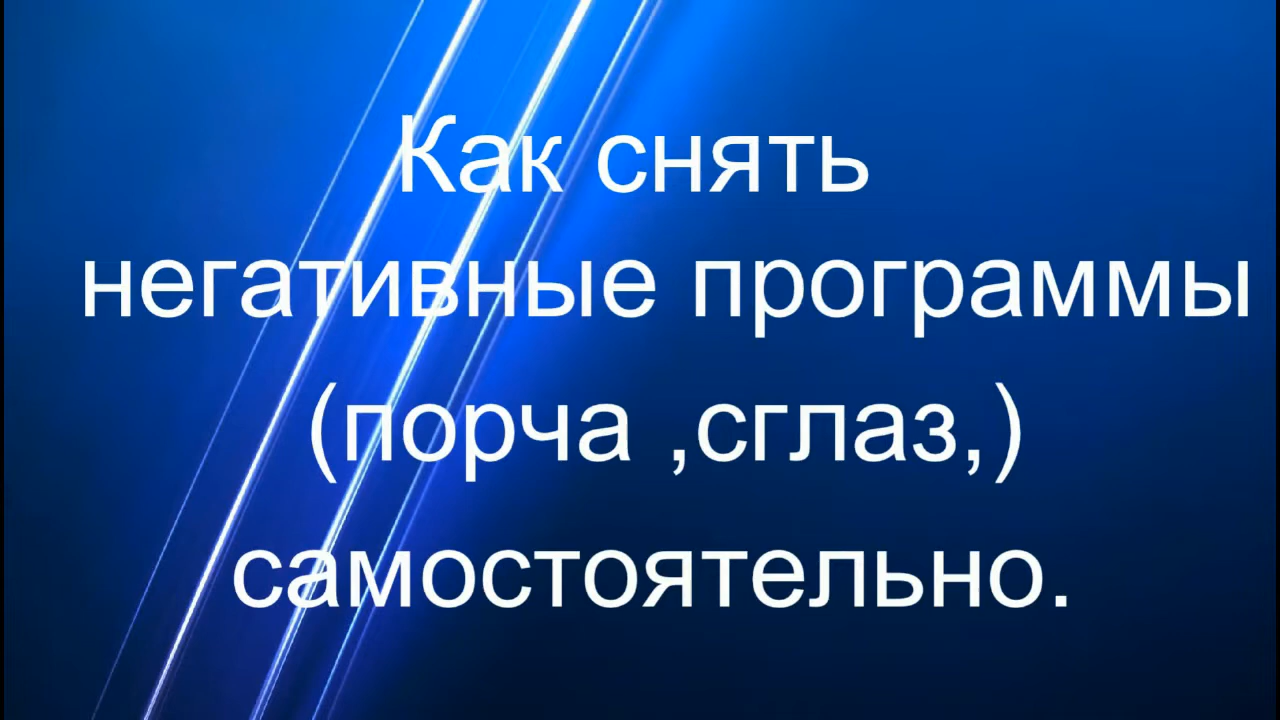 Как снять
негативные программы
(порча ,сглаз,)
самостоятельно.